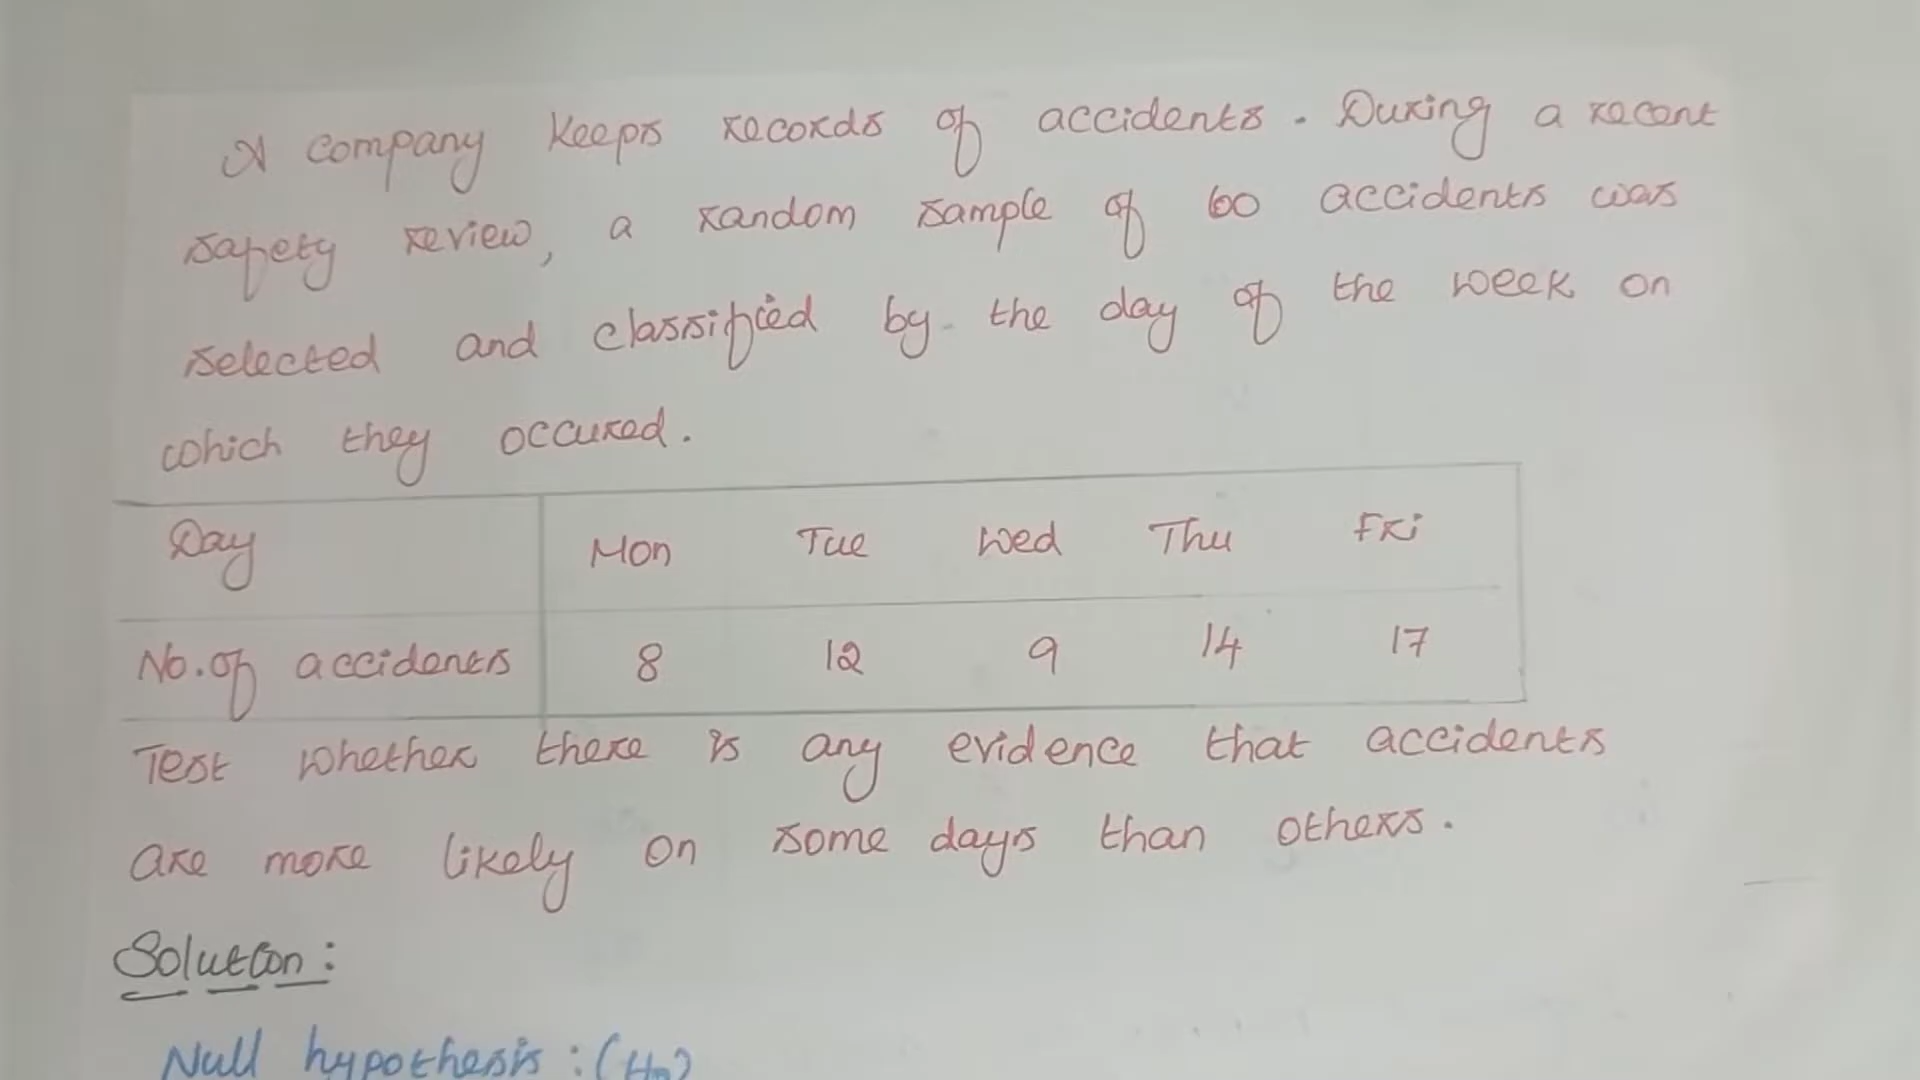 A company keeps records of accidents. During a recent
safety review, a random sample of 60 accidents was
selected and classified by the day of the week on
which they occured.
Day Mon Tue Wed Thu Fri
No. of accidents 8 12 9 14 17
Test whether there is any evidence that accidents
are more likely on some days than others.
Solution:
Null hypothesis: (H0)